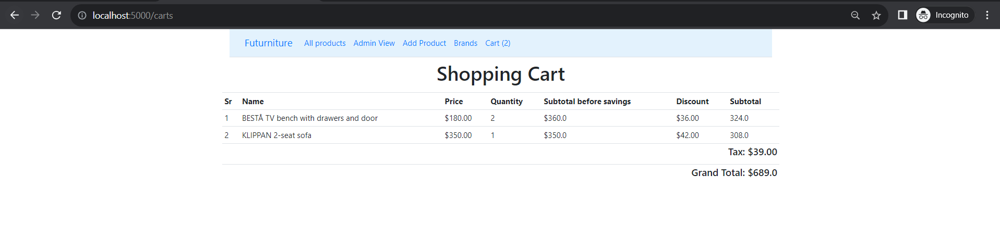 localhost:5000/carts Incognito
Futurniture All products Admin View Add Product Brands Cart (2)
Shopping Cart
Sr Name Price Quantity Subtotal before savings Discount Subtotal
1 BESTÅ TV bench with drawers and door $180.00 2 $360.0 $36.00 324.0
2 KLIPPAN 2-seat sofa $350.00 1 $350.0 $42.00 308.0
Tax: $39.00
Grand Total: $689.0